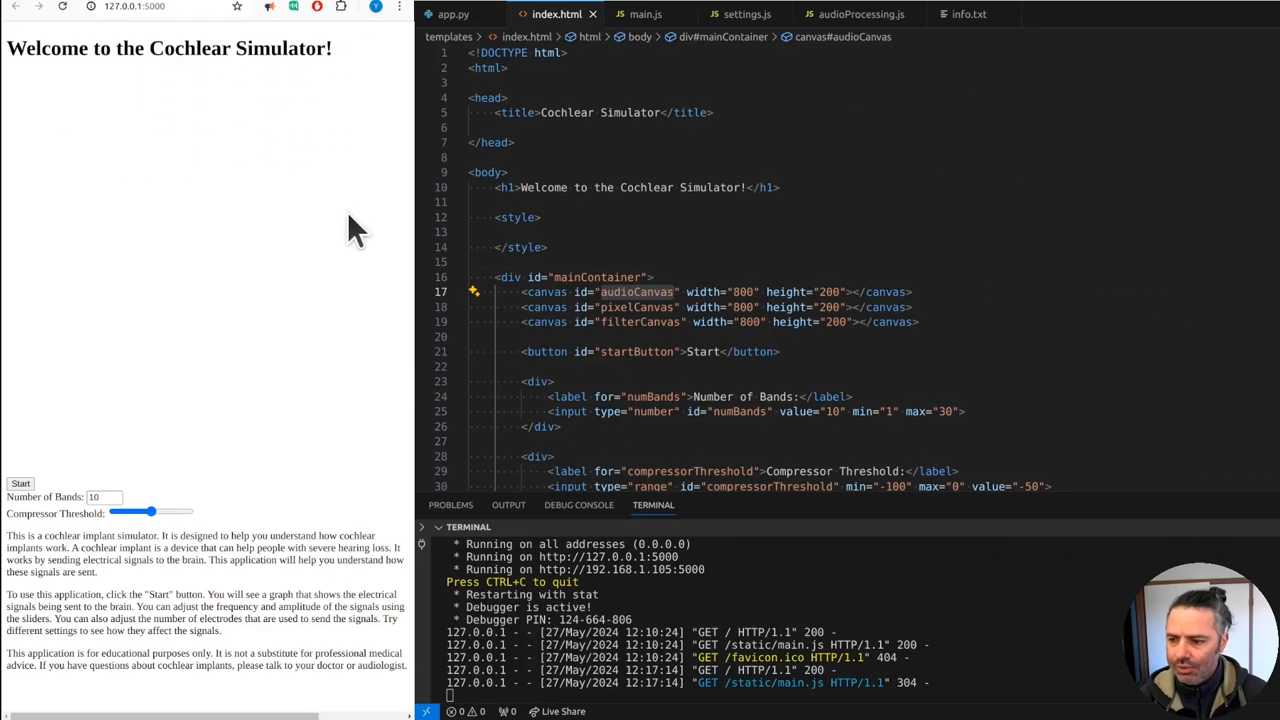 127.0.0.1:5000
Y
Welcome to the Cochlear Simulator!
Start
Number of Bands: 10
Compressor Threshold:
This is a cochlear implant simulator. It is designed to help you understand how cochlear
implants work. A cochlear implant is a device that can help people with severe hearing loss. It
works by sending electrical signals to the brain. This application will help you understand how
these signals are sent.
To use this application, click the "Start" button. You will see a graph that shows the electrical
signals being sent to the brain. You can adjust the frequency and amplitude of the signals using
the sliders. You can also adjust the number of electrodes that are used to send the signals. Try
different settings to see how they affect the signals.
This application is for educational purposes only. It is not a substitute for professional medical
advice. If you have questions about cochlear implants, please talk to your doctor or audiologist.
app.py index.html main.js settings.js audioProcessing.js info.txt
templates > index.html > html > body > div#mainContainer > canvas#audioCanvas
1 <!DOCTYPE html>
2 <html>
3
4 <head>
5 <title>Cochlear Simulator</title>
6
7 </head>
8
9 <body>
10 <h1>Welcome to the Cochlear Simulator!</h1>
11
12 <style>
13
14 </style>
15
16 <div id="mainContainer">
17 <canvas id="audioCanvas" width="800" height="200"></canvas>
18 <canvas id="pixelCanvas" width="800" height="200"></canvas>
19 <canvas id="filterCanvas" width="800" height="200"></canvas>
20
21 <button id="startButton">Start</button>
22
23 <div>
24 <label for="numBands">Number of Bands:</label>
25 <input type="number" id="numBands" value="10" min="1" max="30">
26 </div>
27
28 <div>
29 <label for="compressorThreshold">Compressor Threshold:</label>
30 <input type="range" id="compressorThreshold" min="-100" max="0" value="-50">
PROBLEMS OUTPUT DEBUG CONSOLE TERMINAL
TERMINAL
* Running on all addresses (0.0.0.0)
* Running on http://127.0.0.1:5000
* Running on http://192.168.1.105:5000
Press CTRL+C to quit
* Restarting with stat
* Debugger is active!
* Debugger PIN: 124-664-806
127.0.0.1 - - [27/May/2024 12:10:24] "GET / HTTP/1.1" 200 -
127.0.0.1 - - [27/May/2024 12:10:24] "GET /static/main.js HTTP/1.1" 200 -
127.0.0.1 - - [27/May/2024 12:10:24] "GET /favicon.ico HTTP/1.1" 404 -
127.0.0.1 - - [27/May/2024 12:17:14] "GET / HTTP/1.1" 200 -
127.0.0.1 - - [27/May/2024 12:17:14] "GET /static/main.js HTTP/1.1" 304 -
0 0 0 Live Share